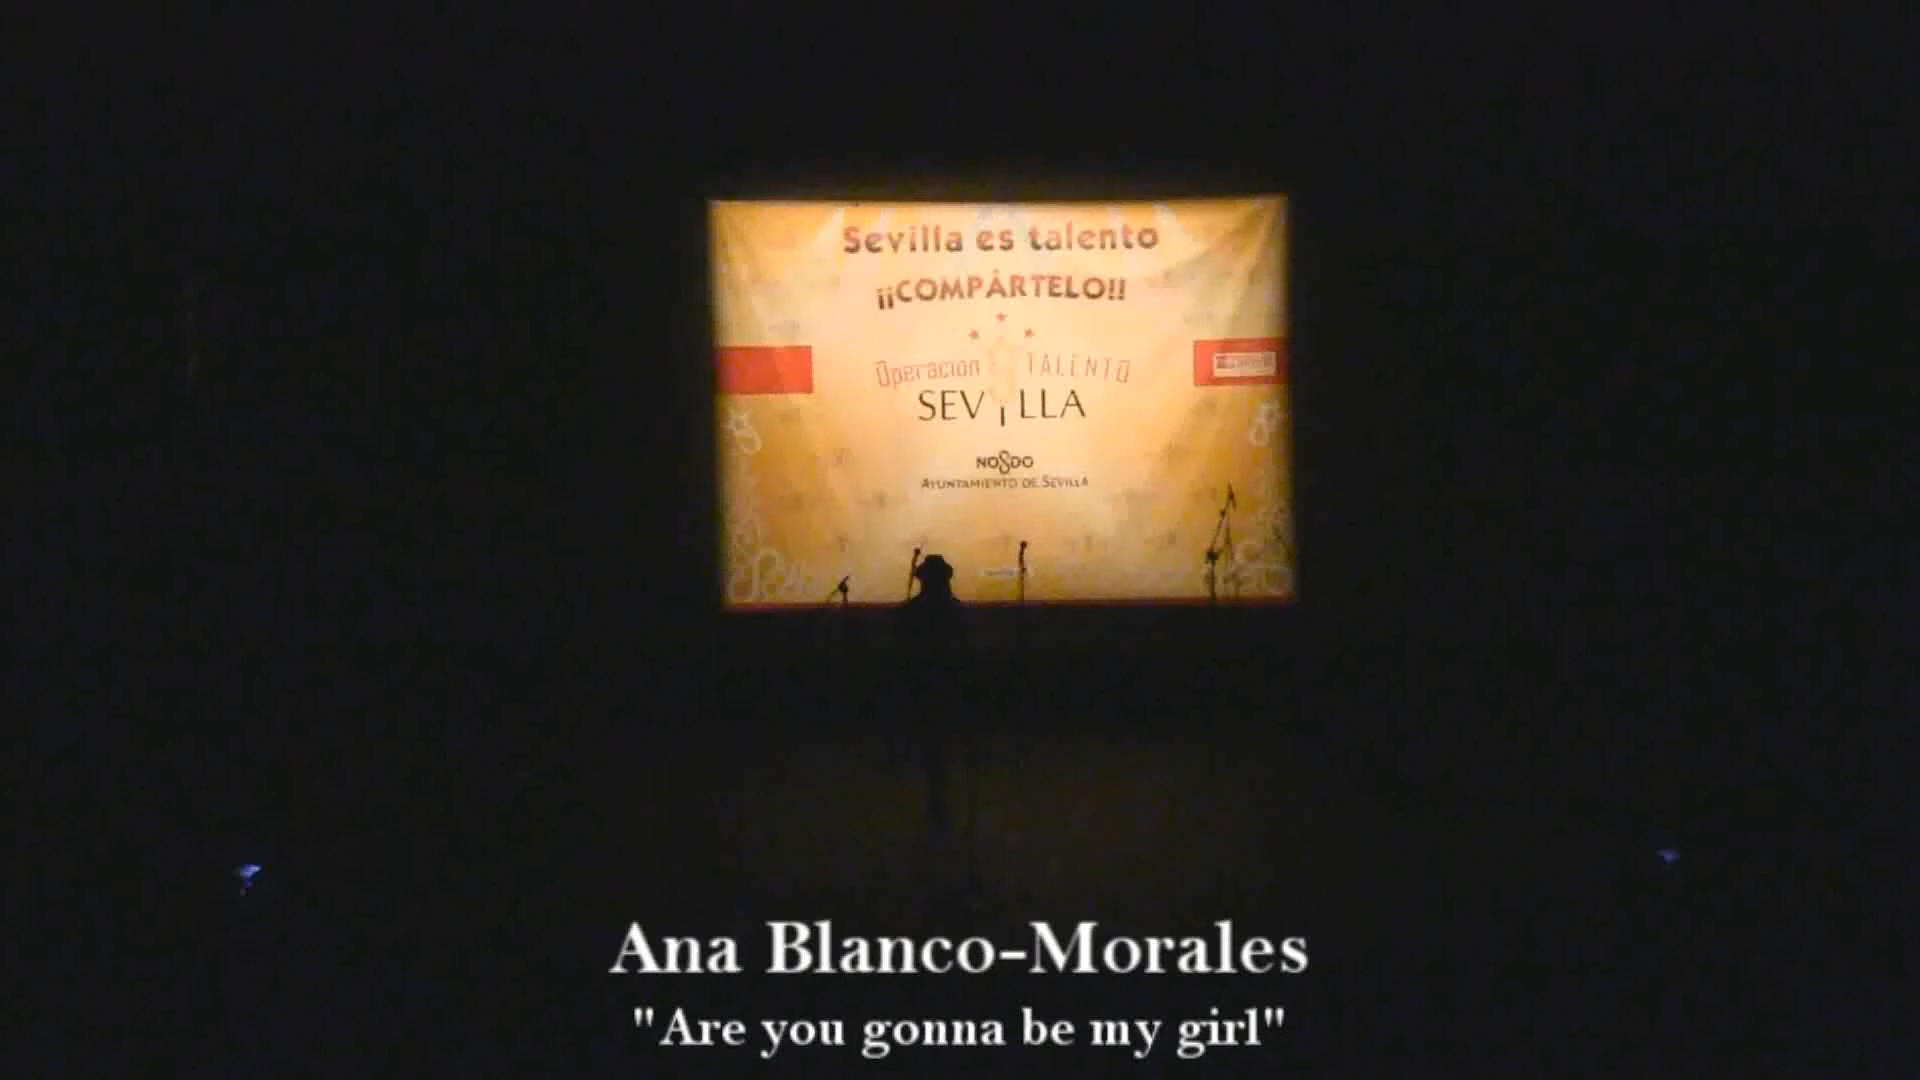 Sevilla es talento
¡¡COMPÁRTELO!!
Operación TALENTO
SEVILLA
NO8DO
AYUNTAMIENTO DE SEVILLA
Ana Blanco-Morales
"Are you gonna be my girl"